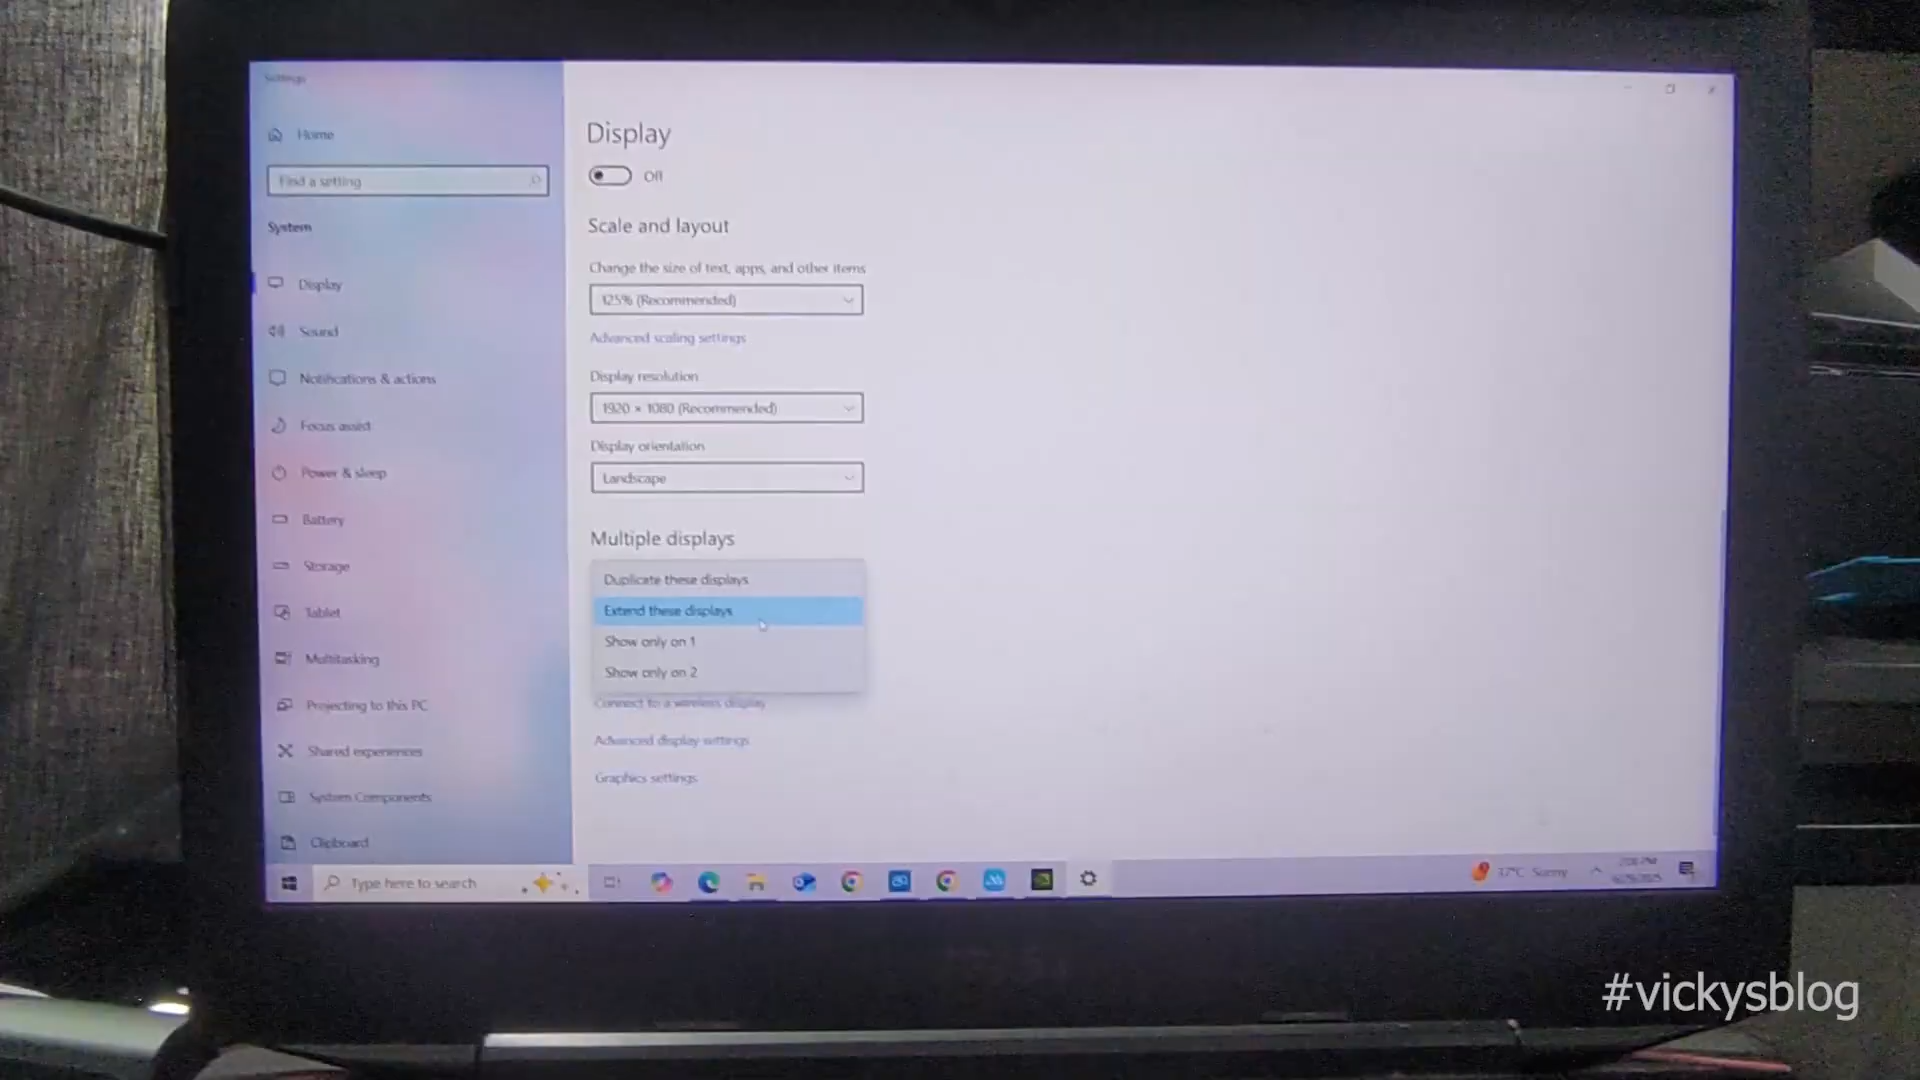 Settings
Home
Find a setting
System
Display
Sound
Notifications & actions
Focus assist
Power & sleep
Battery
Storage
Tablet
Multitasking
Projecting to this PC
Shared experiences
System Components
Clipboard
Display
Off
Scale and layout
Change the size of text, apps, and other items
125% (Recommended)
Advanced scaling settings
Display resolution
1920 × 1080 (Recommended)
Display orientation
Landscape
Multiple displays
Duplicate these displays
Extend these displays
Show only on 1
Show only on 2
Connect to a wireless display
Advanced display settings
Graphics settings
Type here to search
37°C Sunny
#vickysblog